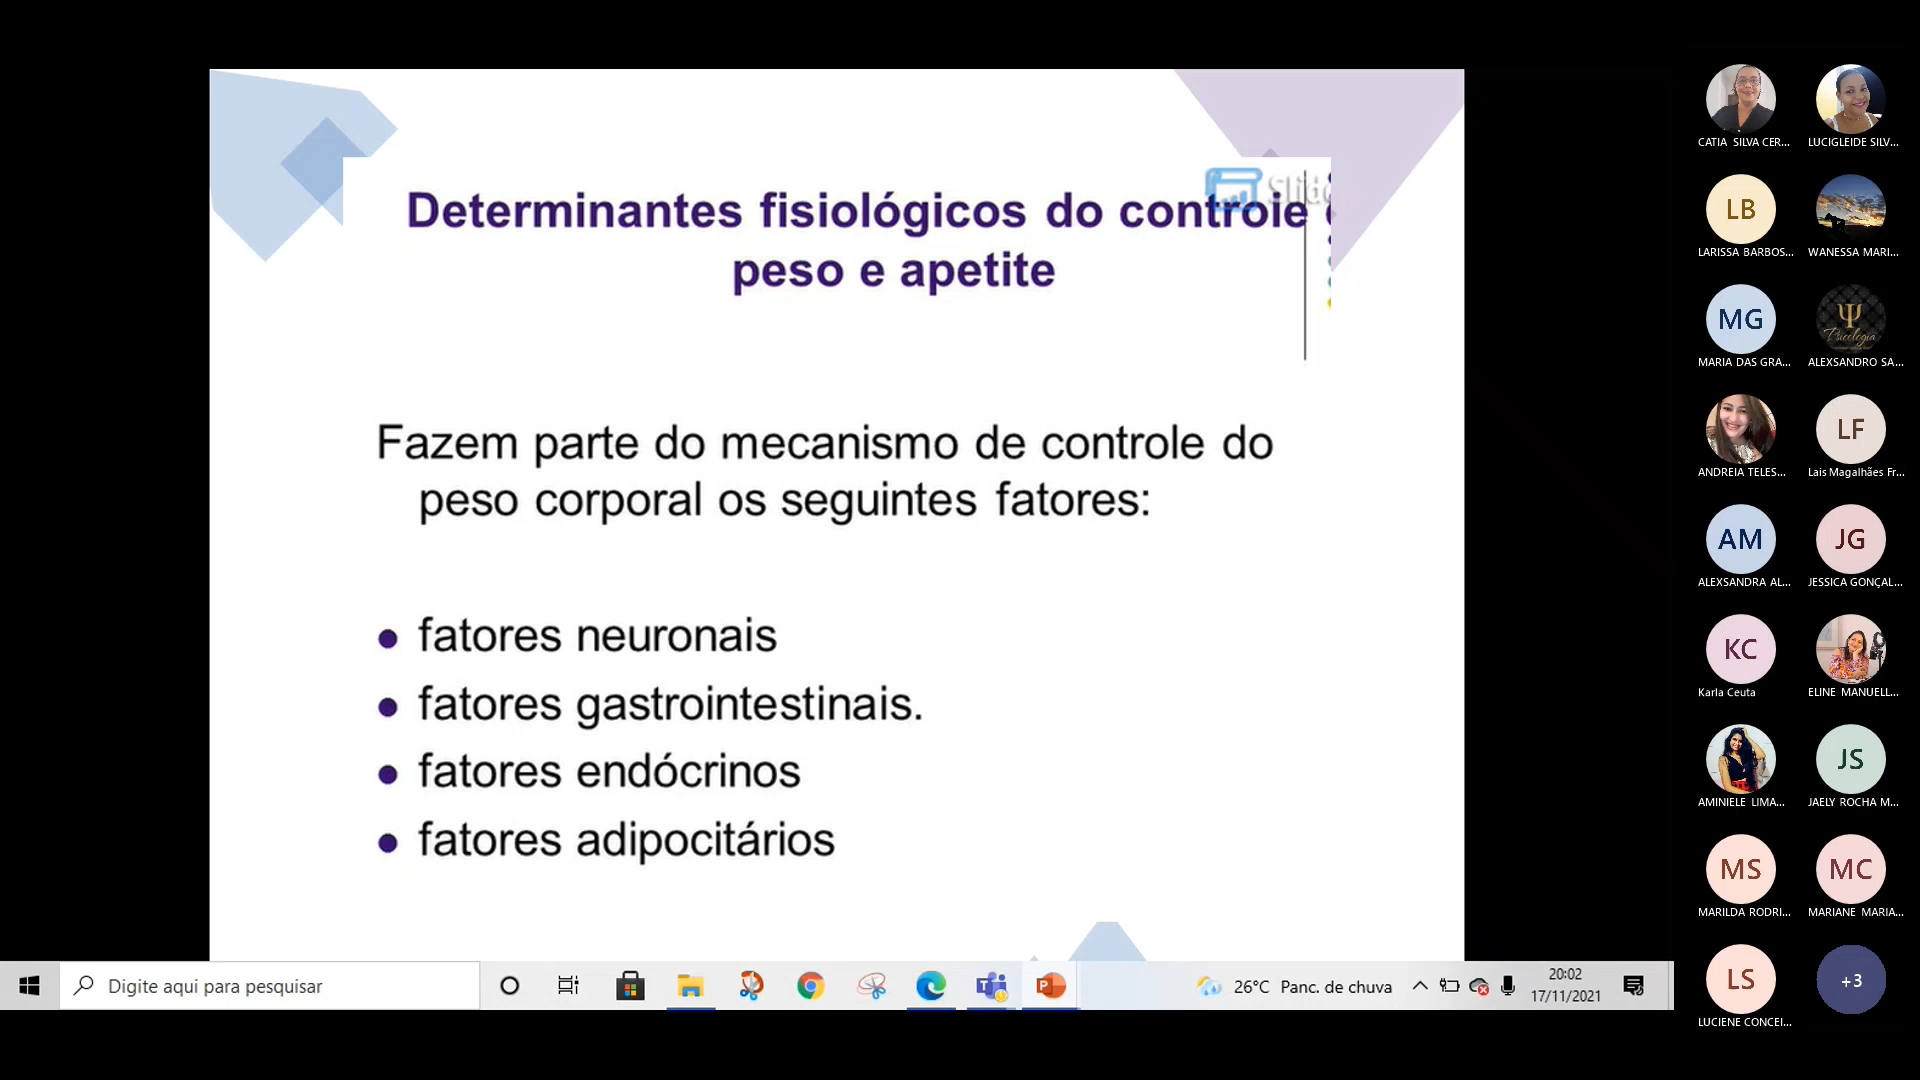 Determinantes fisiológicos do controle
peso e apetite
Fazem parte do mecanismo de controle do
peso corporal os seguintes fatores:
fatores neuronais
fatores gastrointestinais.
fatores endócrinos
fatores adipocitários
Digite aqui para pesquisar
26°C Panc. de chuva
20:02
17/11/2021
CATIA SILVA CER...
LUCIGLEIDE SILV...
LB
LARISSA BARBOS...
WANESSA MARI...
MG
MARIA DAS GRA...
Psicologia
ALEXSANDRO SA...
ANDREIA TELES...
LF
Lais Magalhães Fr...
AM
ALEXSANDRA AL...
JG
JESSICA GONÇAL...
KC
Karla Ceuta
ELINE MANUELL...
AMINIELE LIMA...
JS
JAELY ROCHA M...
MS
MARILDA RODRI...
MC
MARIANE MARIA...
LS
LUCIENE CONCEI...
+3